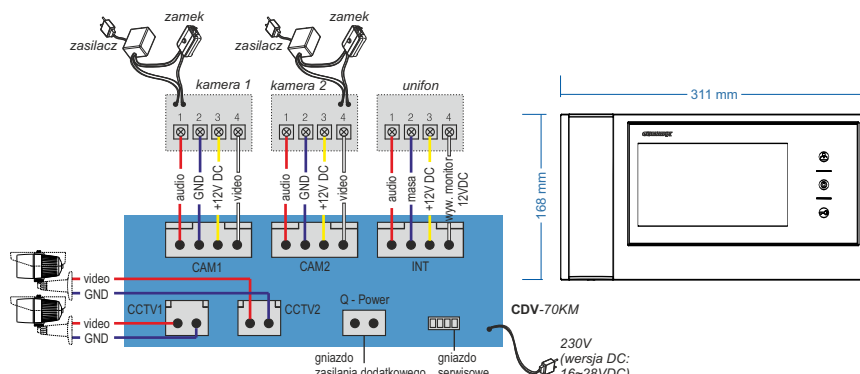 zamek
zasilacz
zamek
zasilacz
kamera 1
kamera 2
unifon
1 2 3 4
1 2 3 4
1 2 3 4
audio
GND
+12V DC
video
audio
GND
+12V DC
video
audio
masa
+12V DC
wyw. monitor
12VDC
CAM1
CAM2
INT
video
GND
video
GND
CCTV1
CCTV2
Q - Power
gniazdo
zasilania dodatkowego
gniazdo
serwisowe
CDV-70KM
230V
(wersja DC:
16~28VDC)
311 mm
168 mm